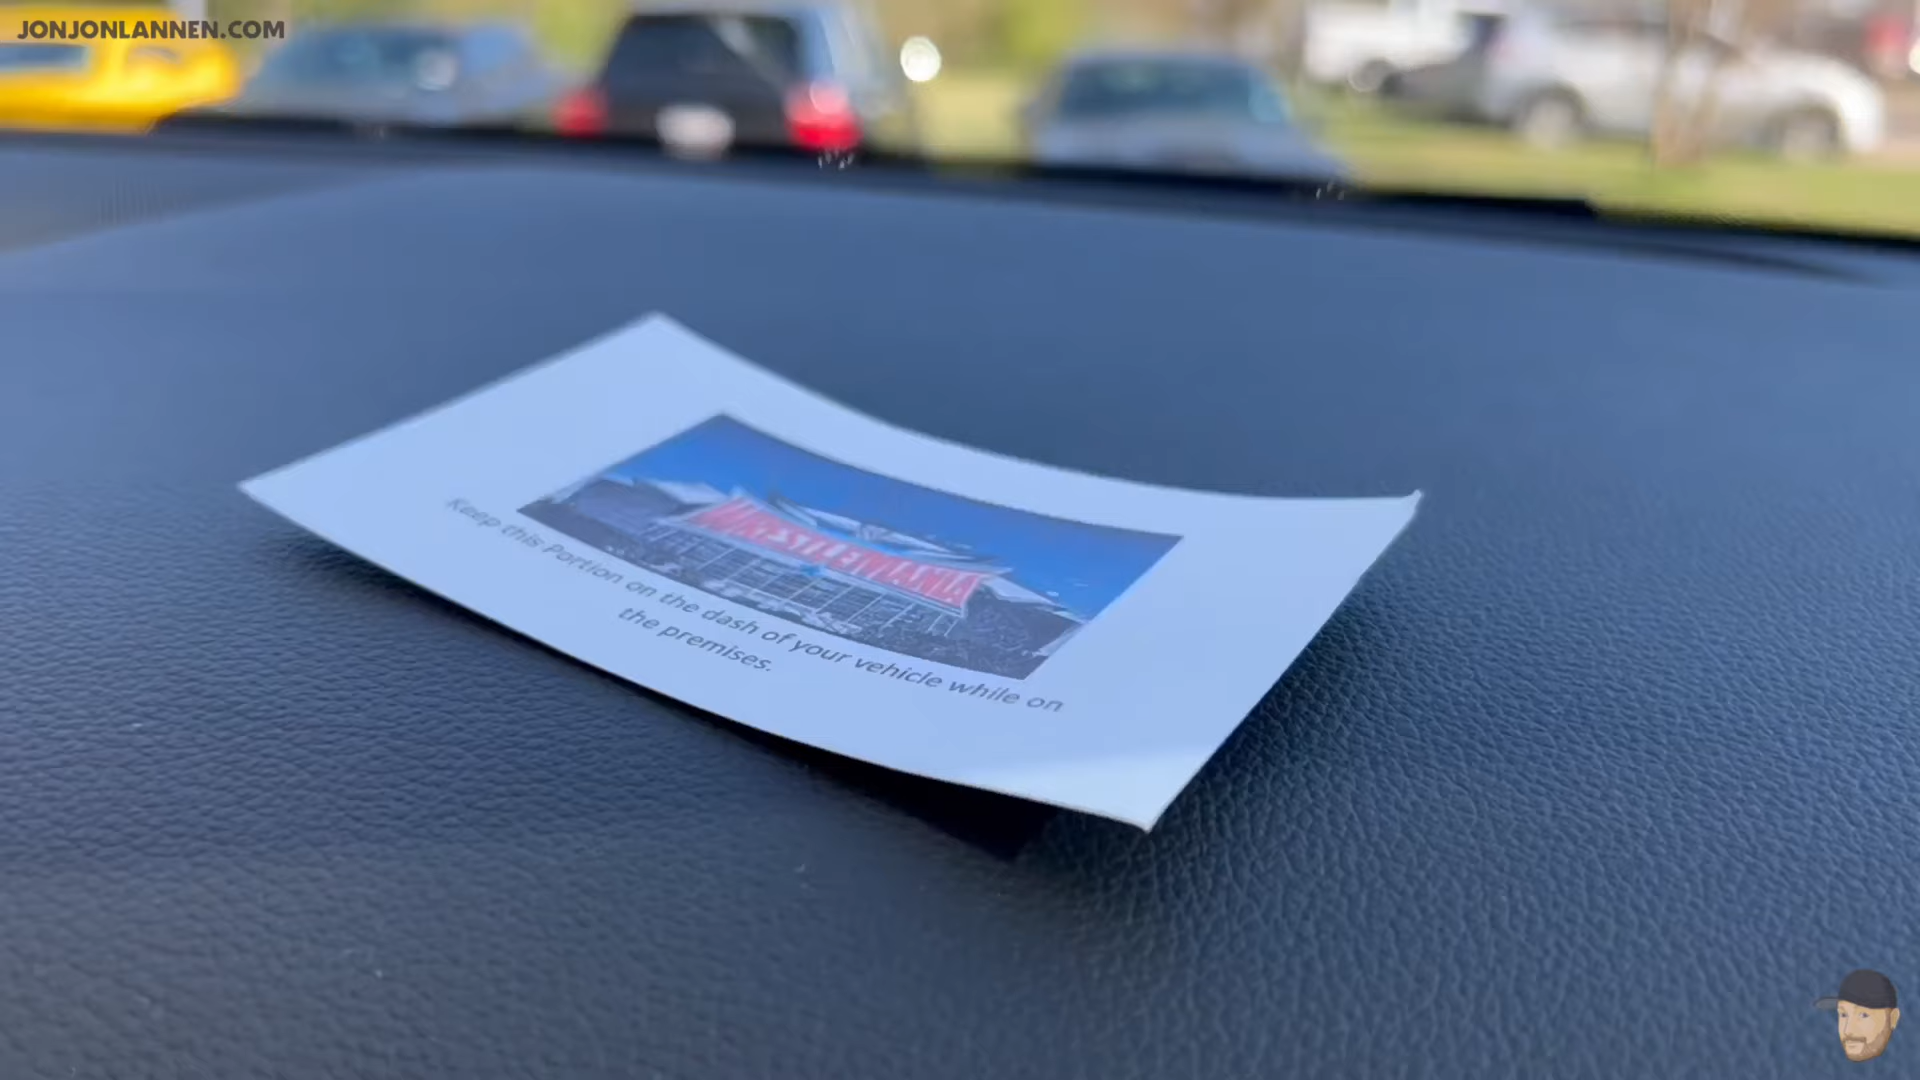 JONJONLANNEN.COM
WRESTLEMANIA
Keep this Portion on the dash of your vehicle while on
the premises.